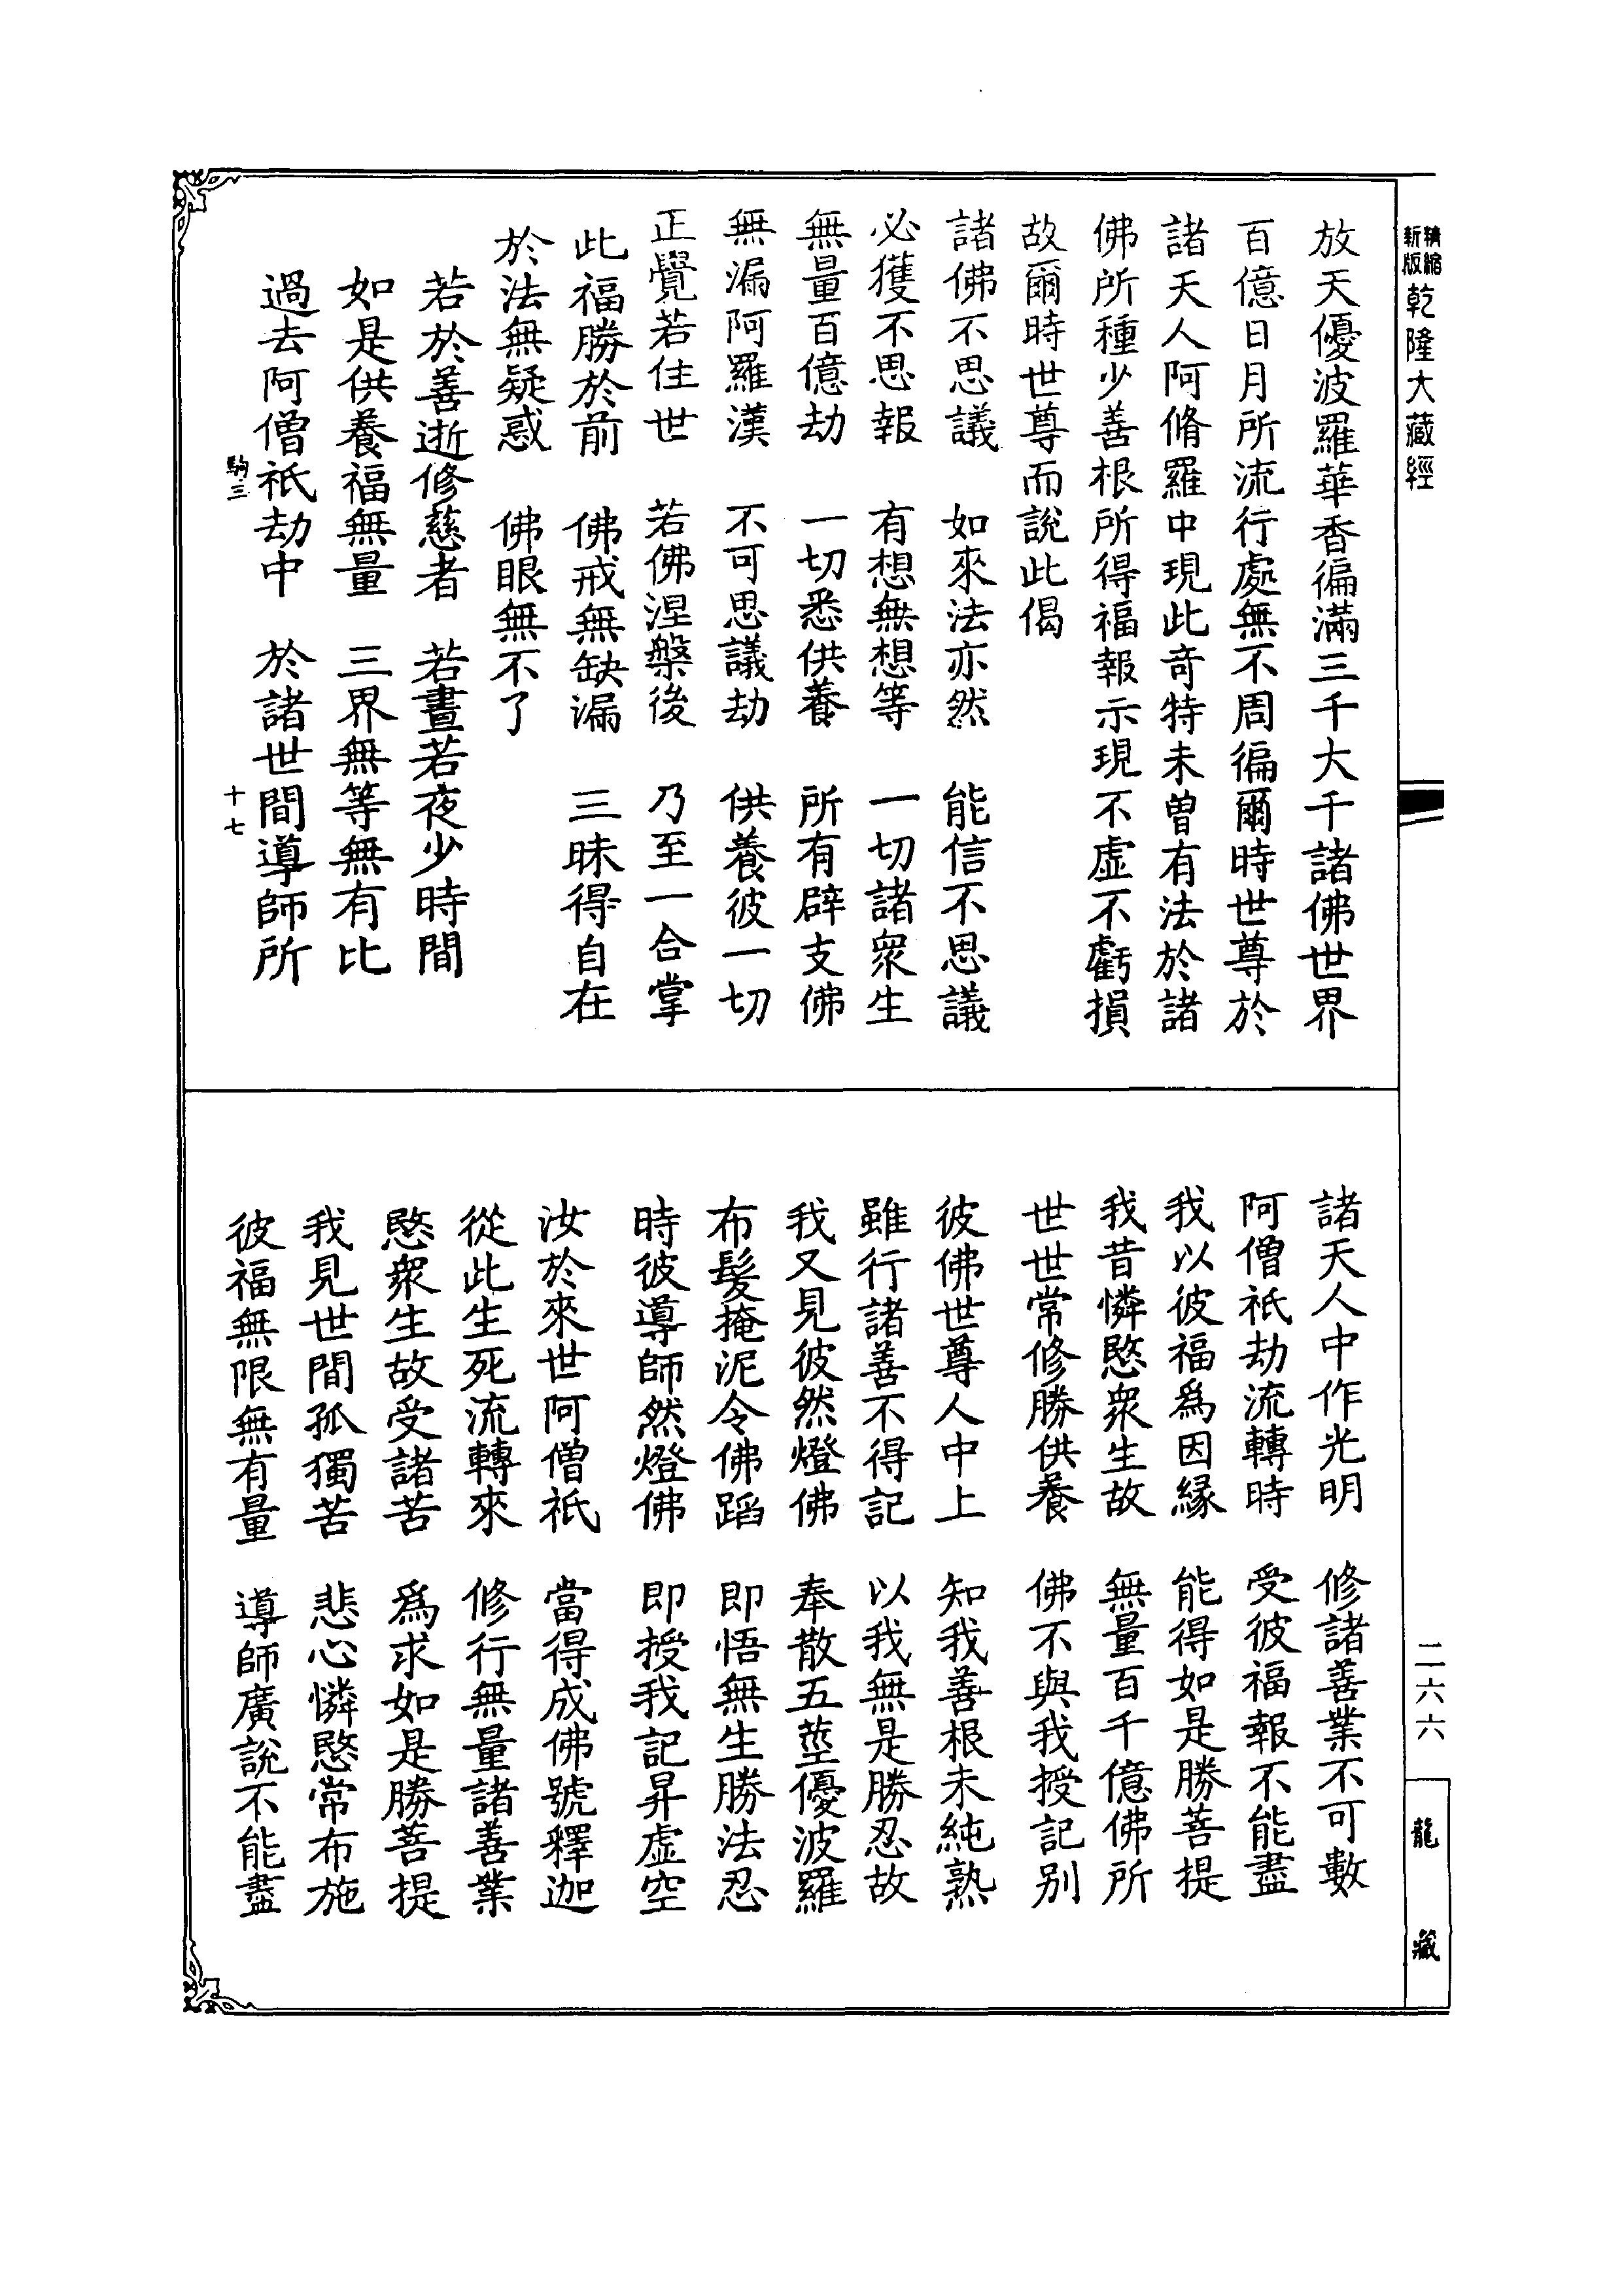 新版精縮乾隆大藏經
放天優波羅華香徧滿三千大千諸佛世界
百億日月所流行處無不周徧爾時世尊於
諸天人阿脩羅中現此奇特未曾有法於諸
佛所種少善根所得福報示現不虛不虧損
故爾時世尊而說此偈
諸佛不思議　如來法亦然　能信不思議
必獲不思報　有想無想等　一切諸眾生
無量百億劫　一切悉供養　所有辟支佛
無漏阿羅漢　不可思議劫　供養彼一切
正覺若住世　若佛涅槃後　乃至一合掌
此福勝於前　佛戒無缺漏　三昧得自在
於法無疑惑　佛眼無不了
若於善逝修慈者　若晝若夜少時間
如是供養福無量　三界無等無有比
過去阿僧祇劫中　於諸世間導師所
駒三　十七
諸天人中作光明　修諸善業不可數
阿僧祇劫流轉時　受彼福報不能盡
我以彼福爲因緣　能得如是勝菩提
我昔憐愍衆生故　無量百千億佛所
世世常修勝供養　佛不與我授記別
彼佛世尊人中上　知我善根未純熟
雖行諸善不得記　以我無是勝忍故
我又見彼然燈佛　奉散五莖優波羅
布髮掩泥令佛蹈　即悟無生勝法忍
時彼導師然燈佛　即授我記昇虛空
汝於來世阿僧祇　當得成佛號釋迦
從此生死流轉來　修行無量諸善業
愍衆生故受諸苦　爲求如是勝菩提
我見世間孤獨苦　悲心憐愍常布施
彼福無限無有量　導師廣說不能盡
二六六
龍藏